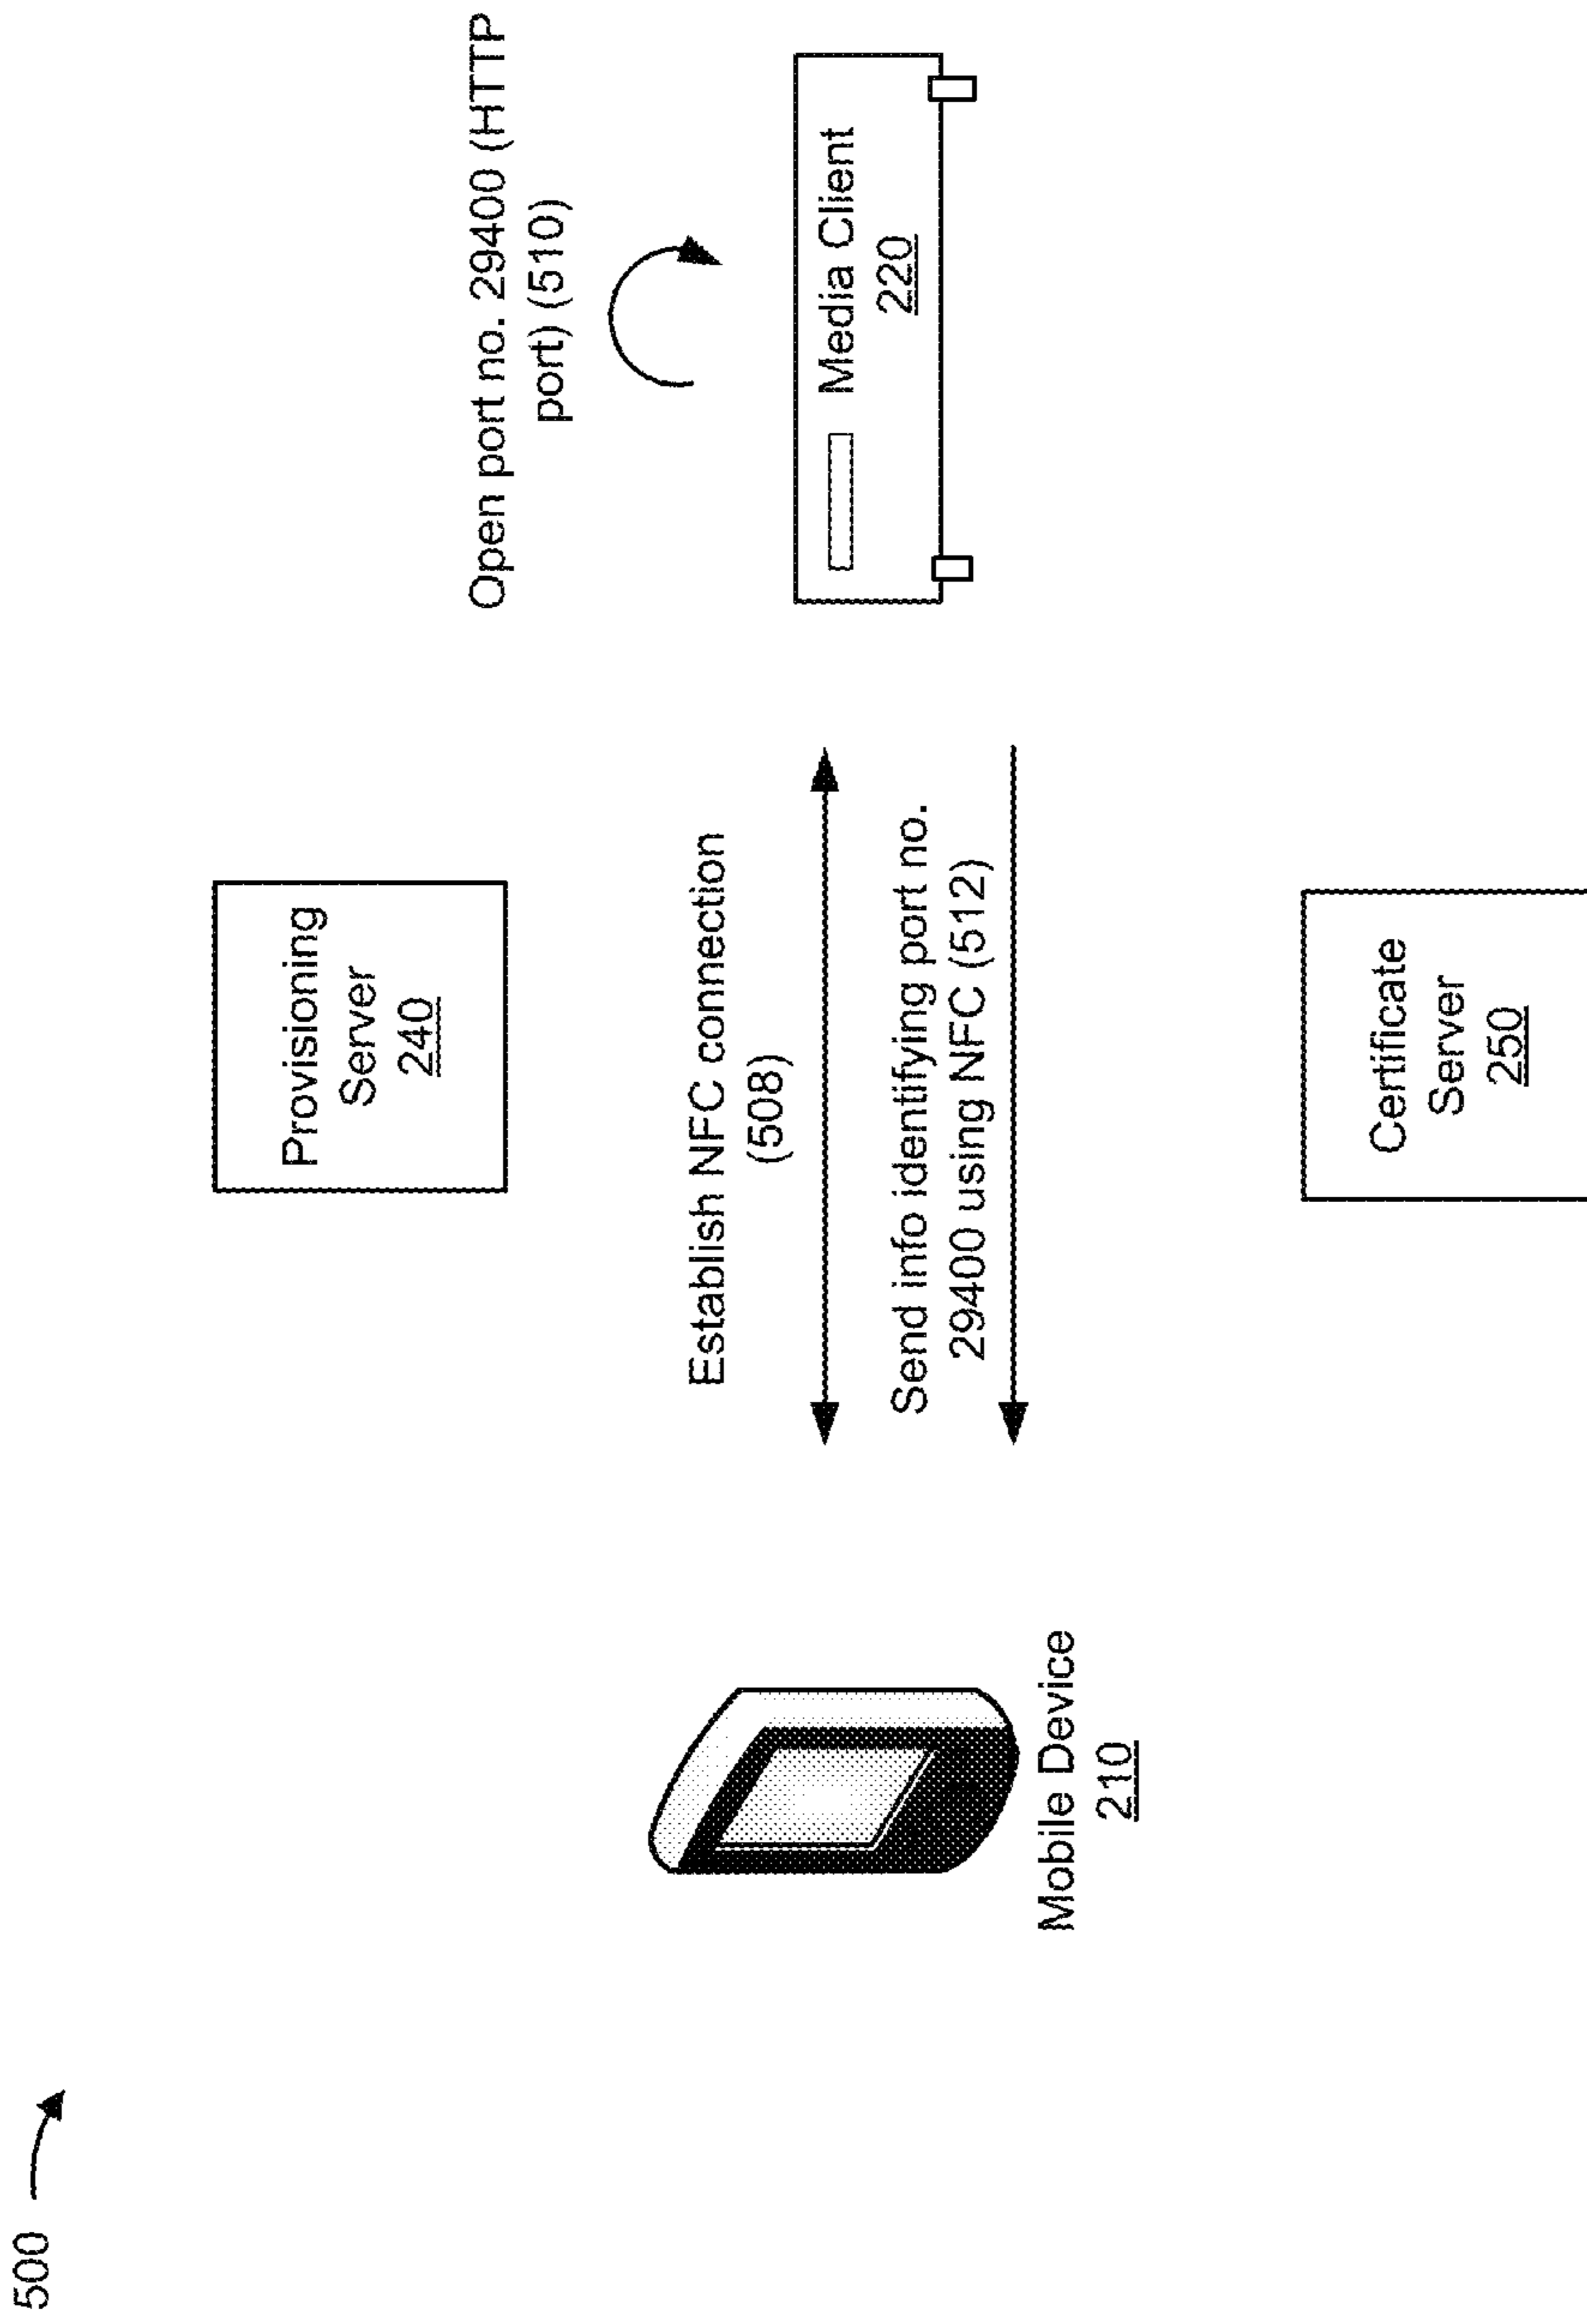 500
Provisioning
Server
240
Open port no. 29400 (HTTP
port) (510)
Establish NFC connection
(508)
Media Client
220
Send info identifying port no.
29400 using NFC (512)
Mobile Device
210
Certificate
Server
250